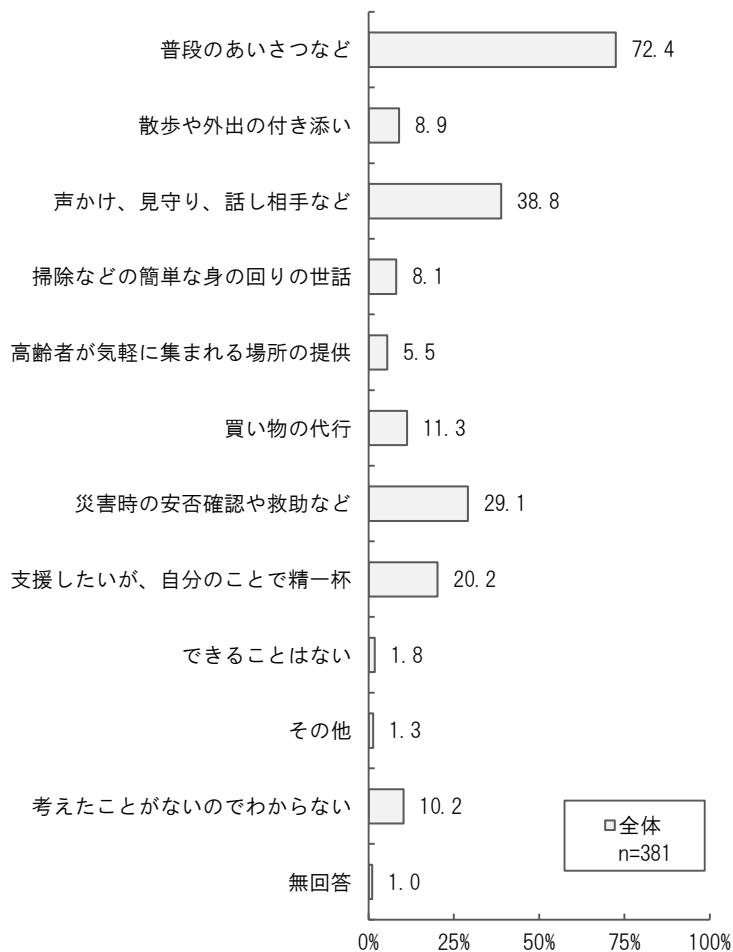 普段のあいさつなど 72.4
散歩や外出の付き添い 8.9
声かけ、見守り、話し相手など 38.8
掃除などの簡単な身の回りの世話 8.1
高齢者が気軽に集まれる場所の提供 5.5
買い物の代行 11.3
災害時の安否確認や救助など 29.1
支援したいが、自分のことで精一杯 20.2
できることはない 1.8
その他 1.3
考えたことがないのでわからない 10.2
無回答 1.0
全体
n=381
0% 25% 50% 75% 100%